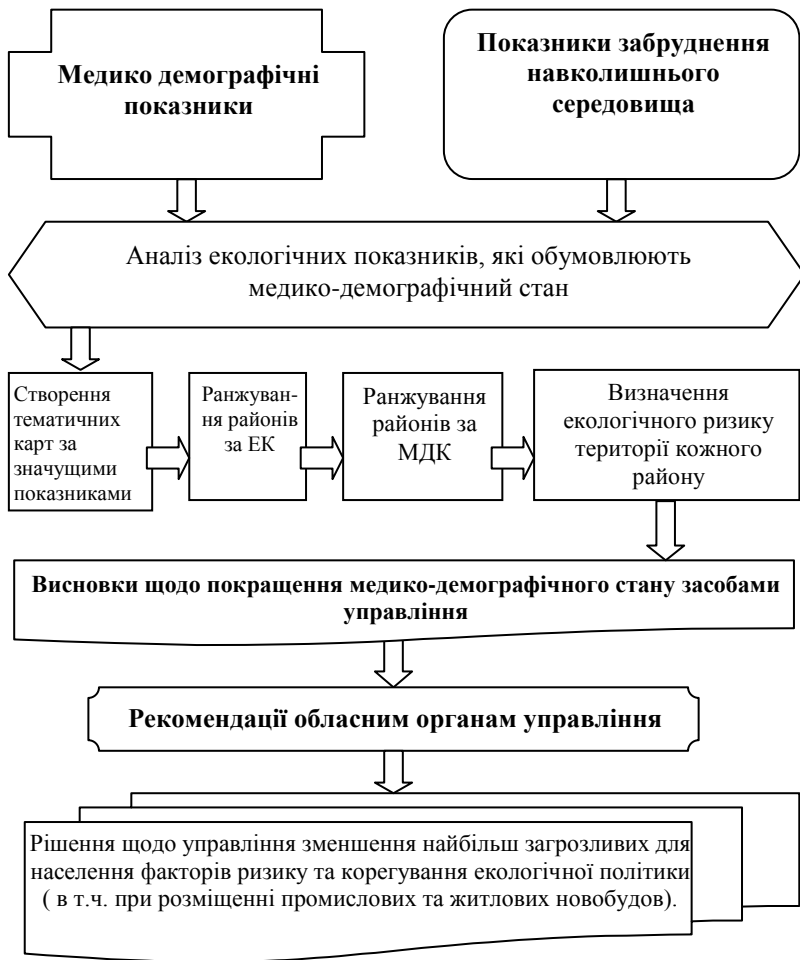 Медико демографічні
показники
Показники забруднення
навколишнього
середовища
Аналіз екологічних показників, які обумовлюють
медико-демографічний стан
Створення
тематичних
карт за
значущими
показниками
Ранжуван-
ня районів
за ЕК
Ранжування
районів за
МДК
Визначення
екологічного ризику
території кожного
району
Висновки щодо покращення медико-демографічного стану засобами
управління
Рекомендації обласним органам управління
Рішення щодо управління зменшення найбільш загрозливих для
населення факторів ризику та корегування екологічної політики
( в т.ч. при розміщенні промислових та житлових новобудов).